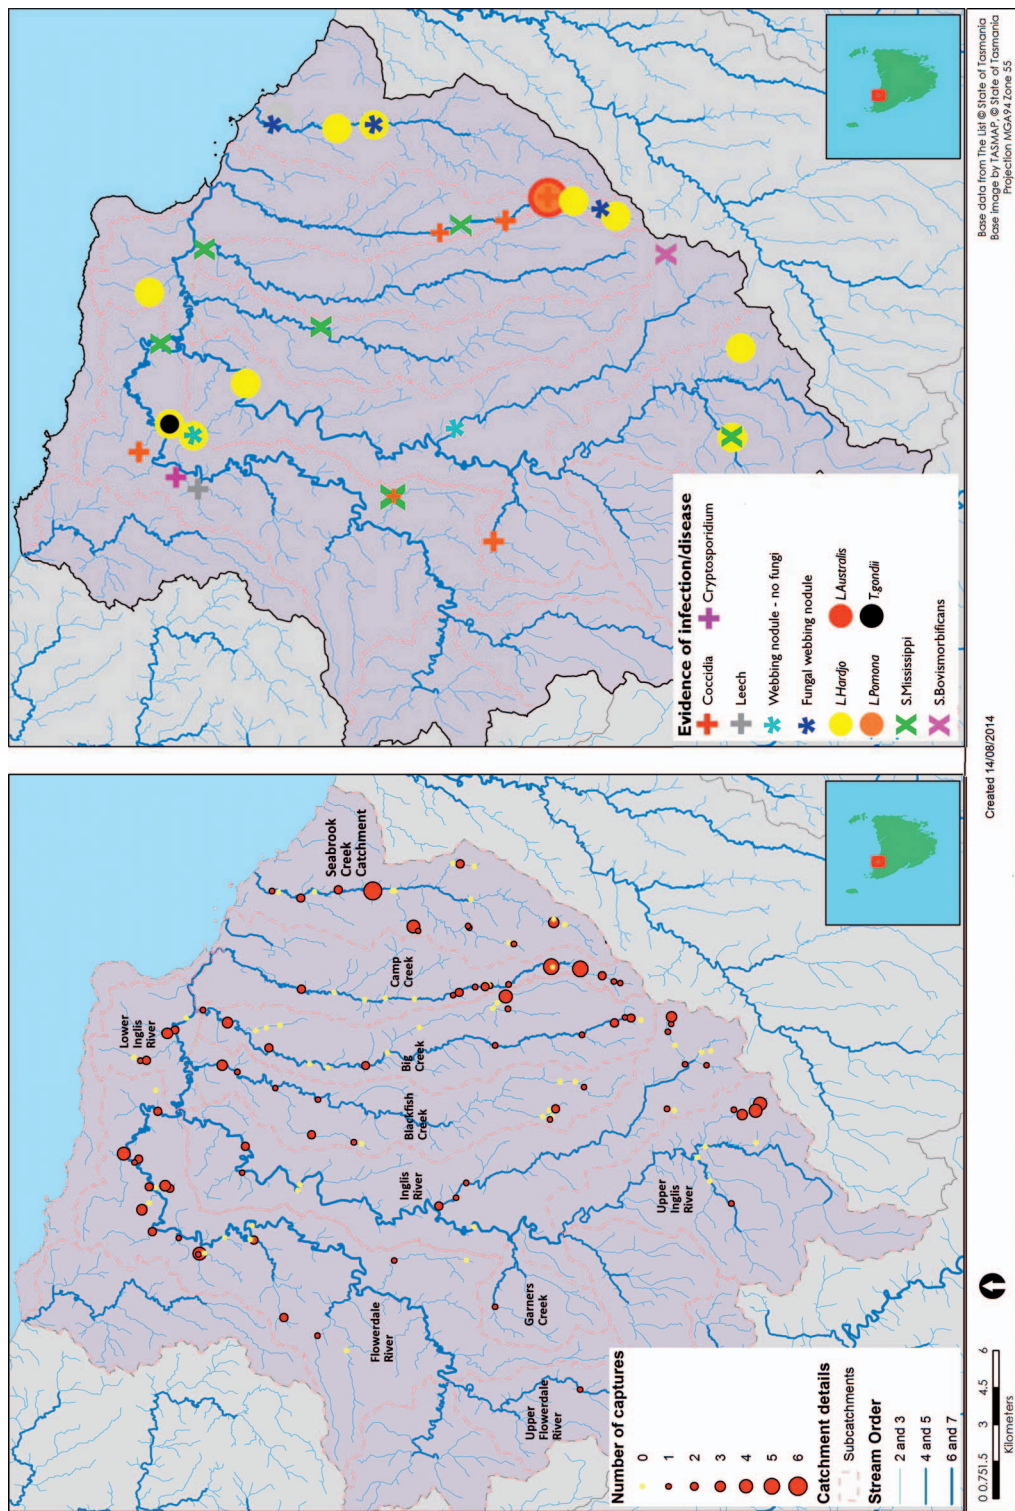 Seabrook
Creek
Catchment
Lower
Inglis
River
Camp
Creek
Big
Creek
Blackfish
Creek
Inglis
River
Upper
Inglis
River
Flowerdale
River
Garners
Creek
Upper
Flowerdale
River
Number of captures
0
1
2
3
4
5
6
Catchment details
Subcatchments
Stream Order
2 and 3
4 and 5
6 and 7
0 0.751.5 3 4.5 6
Kilometers
Evidence of infection/disease
Coccidia Cryptosporidium
Leech
Webbing nodule - no fungi
Fungal webbing nodule
L.Hardjo L.Australis
L.Pomona T.gondii
S.Mississippi
S.Bovismorbificans
Created 14/08/2014
Base data from The List © State of Tasmania
Base image by TASMAP, © State of Tasmania
Projection MGA94 Zone 55